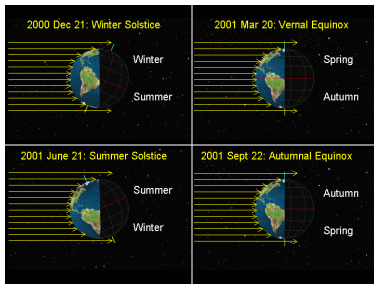 2000 Dec 21: Winter Solstice
Winter
Summer
2001 Mar 20: Vernal Equinox
Spring
Autumn
2001 June 21: Summer Solstice
Summer
Winter
2001 Sept 22: Autumnal Equinox
Autumn
Spring